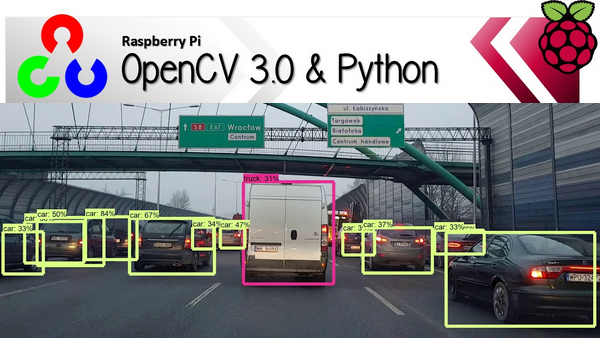 Raspberry Pi
OpenCV 3.0 & Python
S8 E67 Wrocław
Centrum
ul. Łabiszyńska
Targówek
Białołęka
Centrum handlowe
truck: 31%
car: 33%
car: 50%
car: 84%
car: 67%
car: 34%
car: 47%
car: 37%
car: 33%